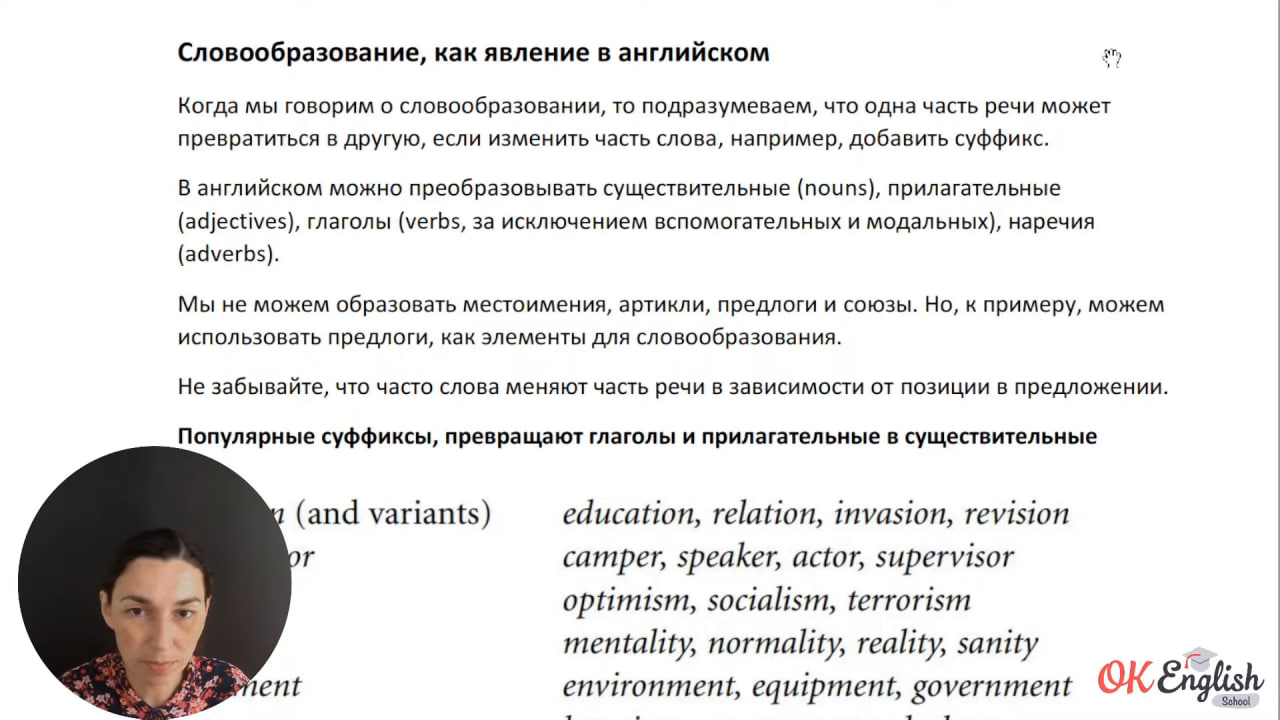 Словообразование, как явление в английском
Когда мы говорим о словообразовании, то подразумеваем, что одна часть речи может
превратиться в другую, если изменить часть слова, например, добавить суффикс.
В английском можно преобразовывать существительные (nouns), прилагательные
(adjectives), глаголы (verbs, за исключением вспомогательных и модальных), наречия
(adverbs).
Мы не можем образовать местоимения, артикли, предлоги и союзы. Но, к примеру, можем
использовать предлоги, как элементы для словообразования.
Не забывайте, что часто слова меняют часть речи в зависимости от позиции в предложении.
Популярные суффиксы, превращают глаголы и прилагательные в существительные
(and variants) education, relation, invasion, revision
or camper, speaker, actor, supervisor
optimism, socialism, terrorism
mentality, normality, reality, sanity
ment environment, equipment, government
OK English
School